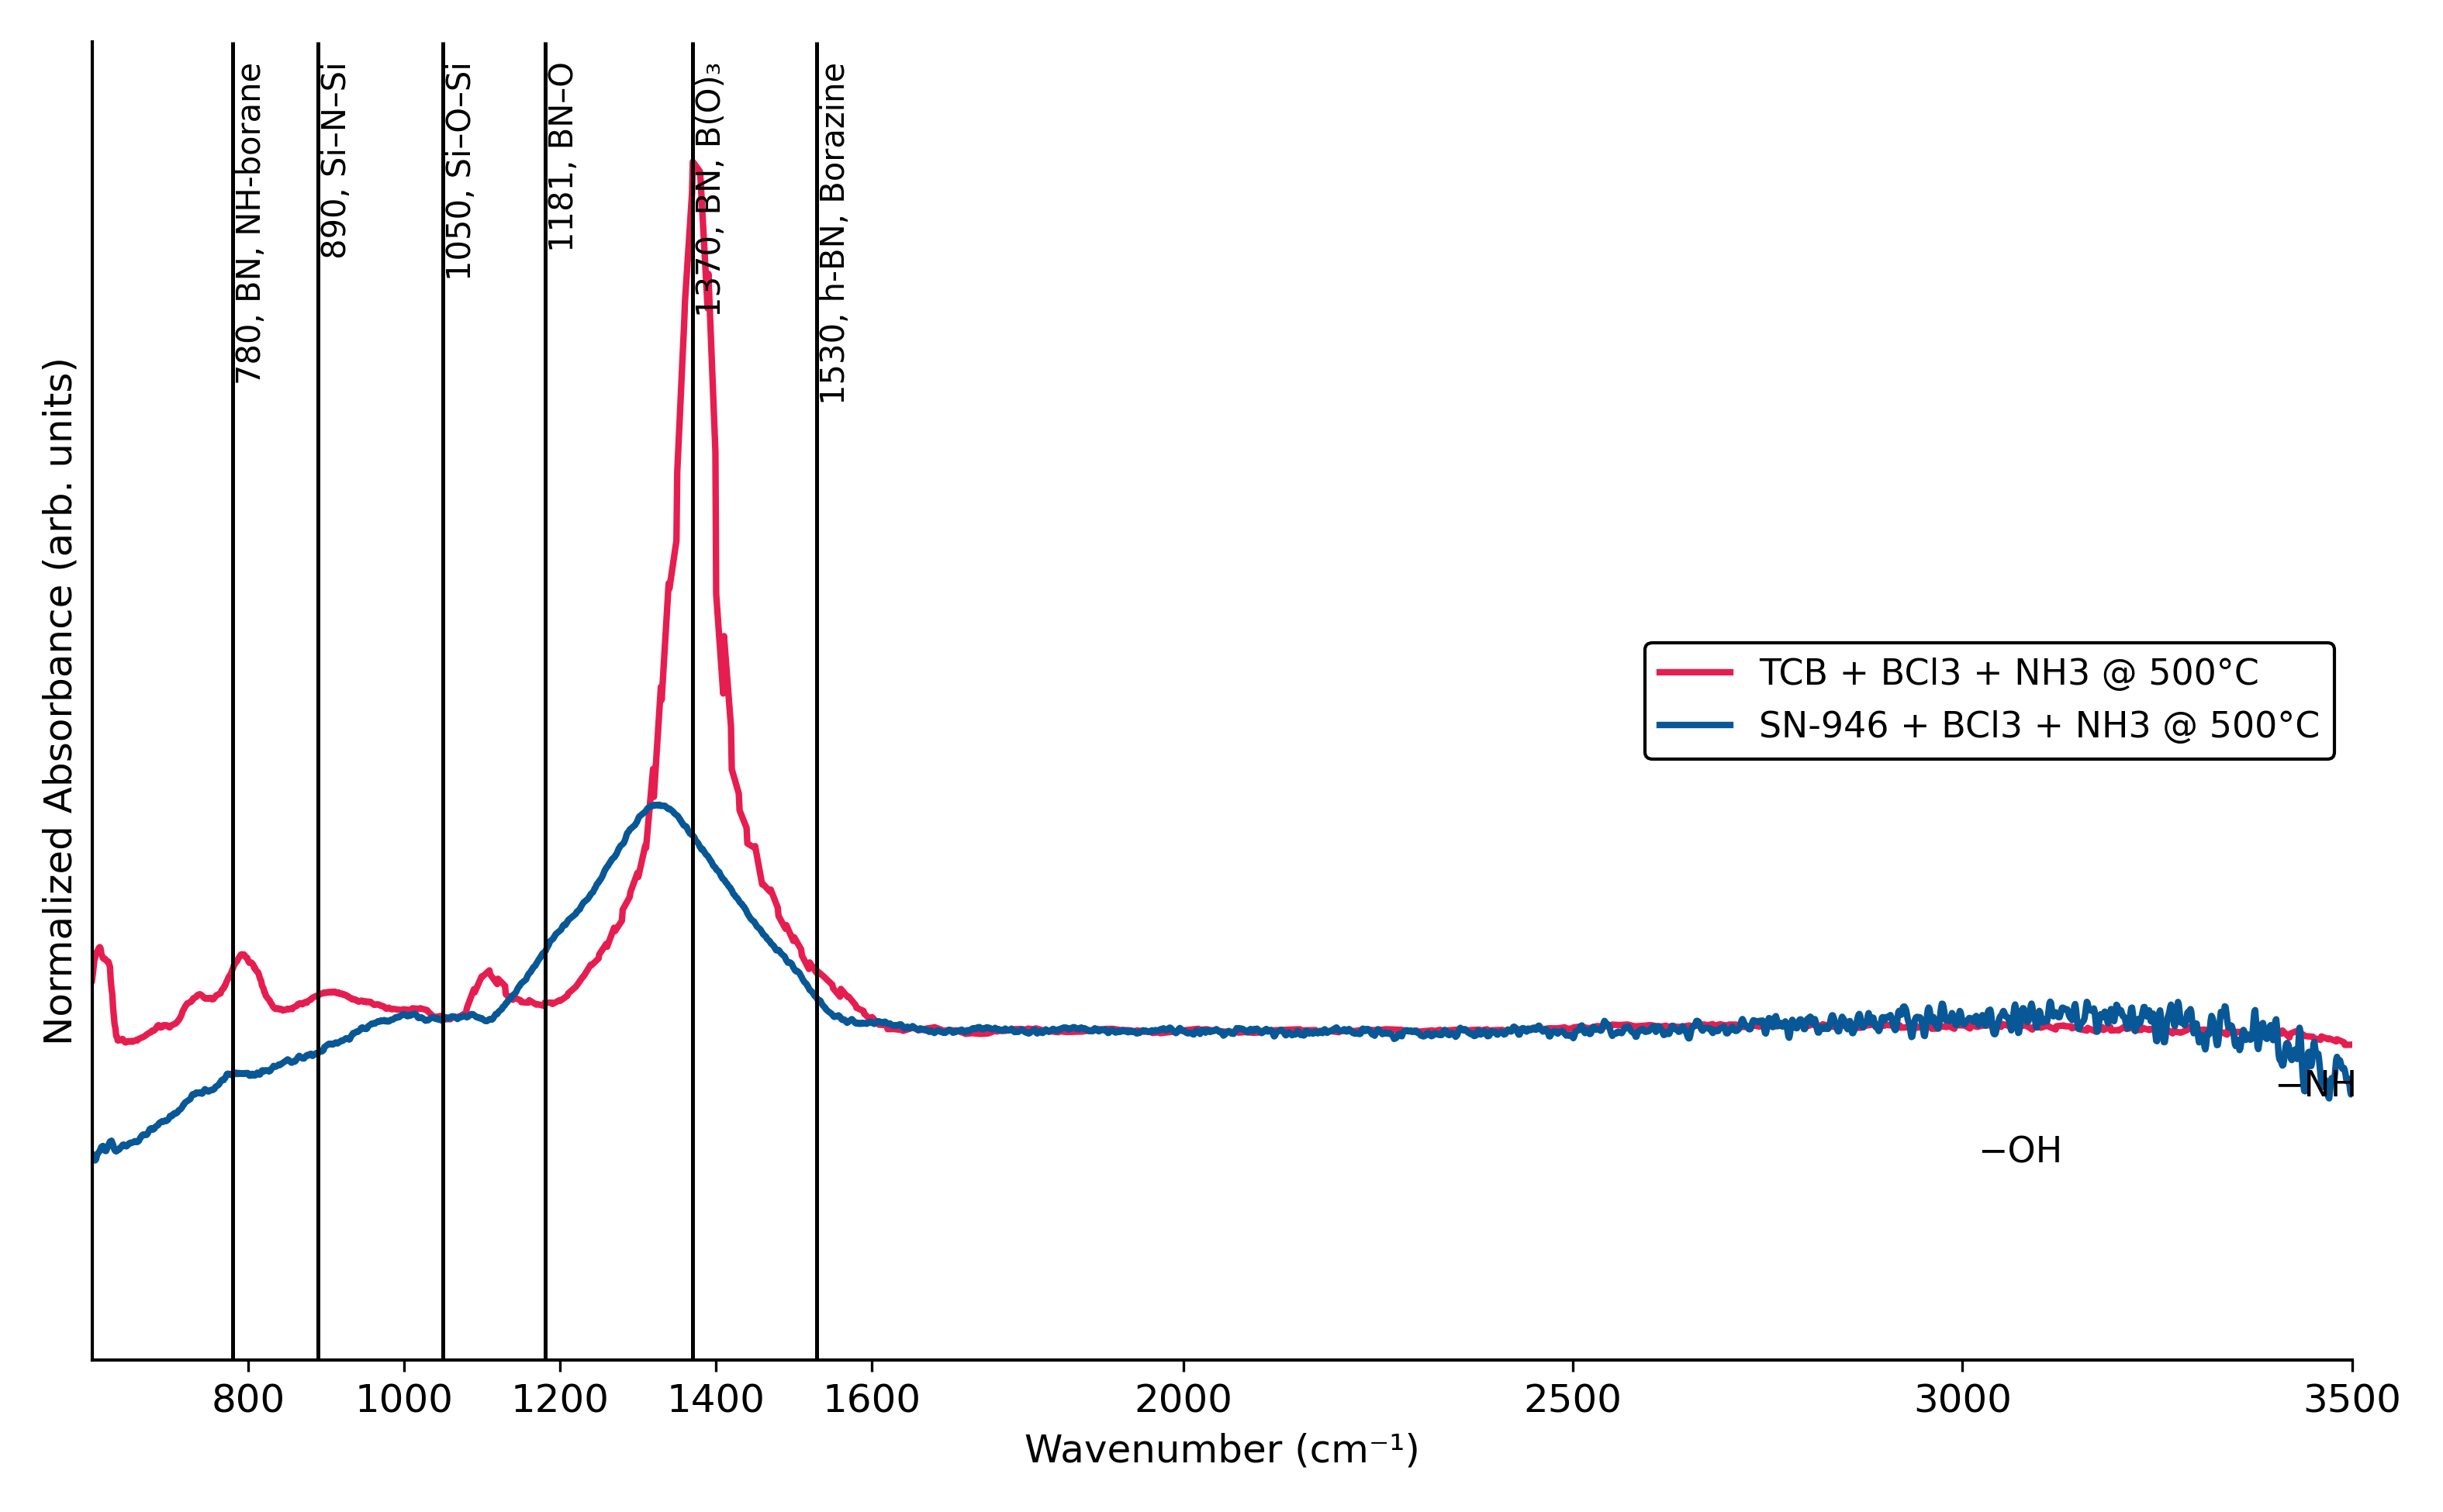 780, BN, NH-borane
890, Si–N–Si
1050, Si–O–Si
1181, BN–O
1370, BN, B(O)₃
1530, h-BN, Borazine
Normalized Absorbance (arb. units)
TCB + BCl3 + NH3 @ 500°C
SN-946 + BCl3 + NH3 @ 500°C
−NH
−OH
800 1000 1200 1400 1600 2000 2500 3000 3500
Wavenumber (cm⁻¹)